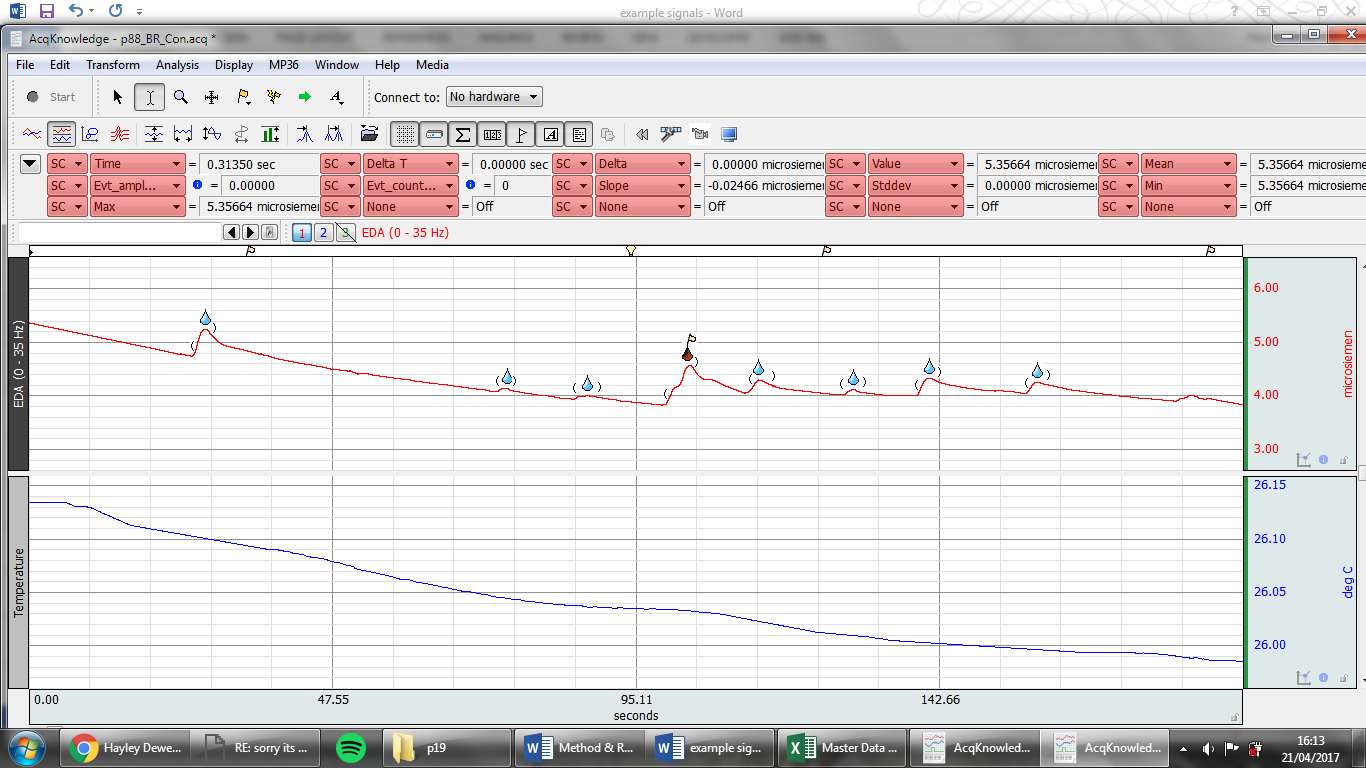 example signals - Word
AcqKnowledge - p88_BR_Con.acq *
File Edit Transform Analysis Display MP36 Window Help Media
Start Connect to: No hardware
SC Time = 0.31350 sec SC Delta T = 0.00000 sec SC Delta = 0.00000 microsiemen SC Value = 5.35664 microsiemen SC Mean = 5.35664 microsiemen
SC Evt_ampl... = 0.00000 SC Evt_count... = 0 SC Slope = -0.02466 microsiemen SC Stddev = 0.00000 microsiemen SC Min = 5.35664 microsiemen
SC Max = 5.35664 microsiemen SC None = Off SC None = Off SC None = Off SC None = Off
1 2 3 EDA (0 - 35 Hz)
EDA (0 - 35 Hz)
6.00
5.00
4.00
3.00
microsiemen
Temperature
26.15
26.10
26.05
26.00
deg C
0.00 47.55 95.11 142.66
seconds
Hayley Dewe... RE: sorry its ... p19 Method & R... example sig... Master Data ... AcqKnowled... AcqKnowled...
16:13
21/04/2017